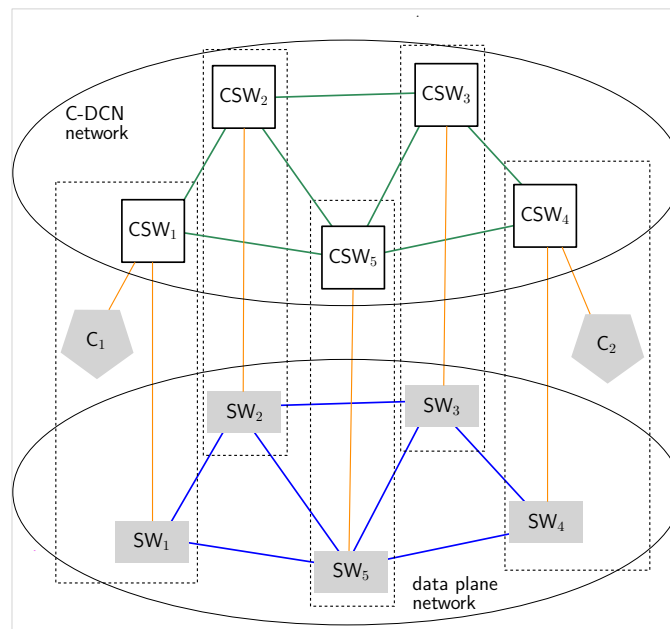 C-DCN
network
CSW₂
CSW₃
CSW₁
CSW₄
CSW₅
C₁
C₂
SW₂
SW₃
SW₁
SW₄
SW₅
data plane
network